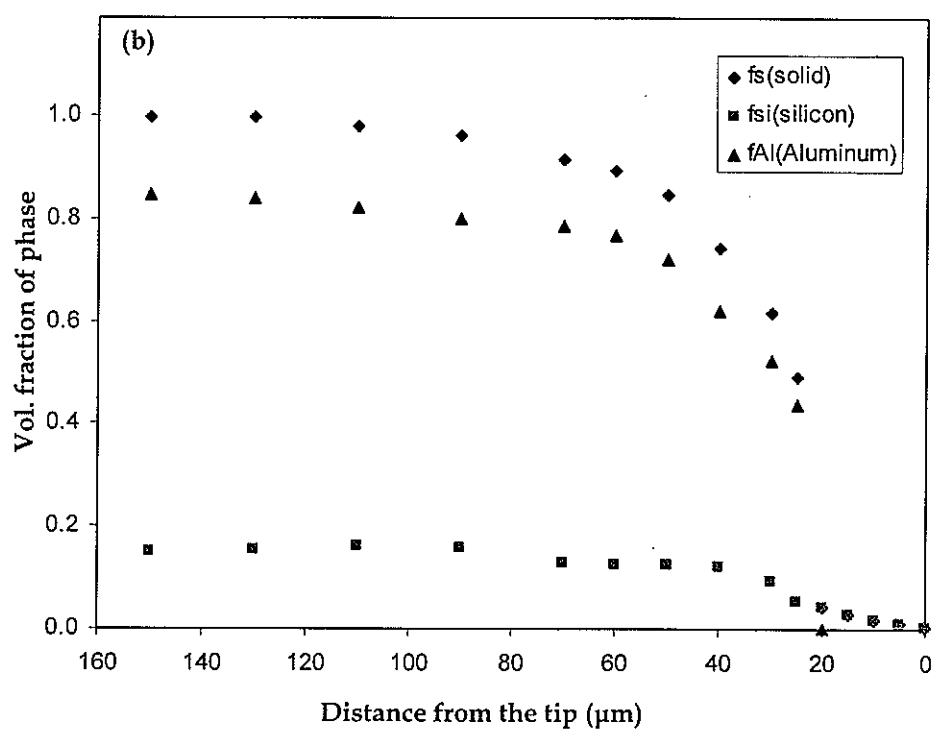 (b)
fs(solid)
fsi(silicon)
fAl(Aluminum)
Vol. fraction of phase
1.0
0.8
0.6
0.4
0.2
0.0
160 140 120 100 80 60 40 20 0
Distance from the tip (μm)